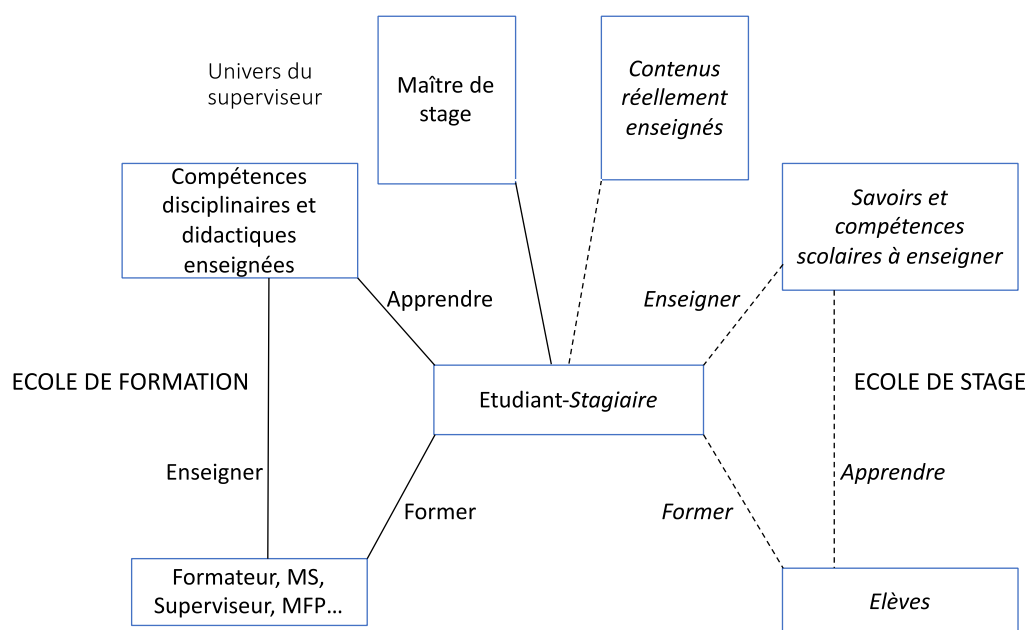 Univers du
superviseur
Maître de
stage
Contenus
réellement
enseignés
Compétences
disciplinaires et
didactiques
enseignées
Savoirs et
compétences
scolaires à enseigner
Apprendre
Enseigner
ECOLE DE FORMATION
Etudiant-Stagiaire
ECOLE DE STAGE
Enseigner
Former
Former
Apprendre
Formateur, MS,
Superviseur, MFP...
Elèves